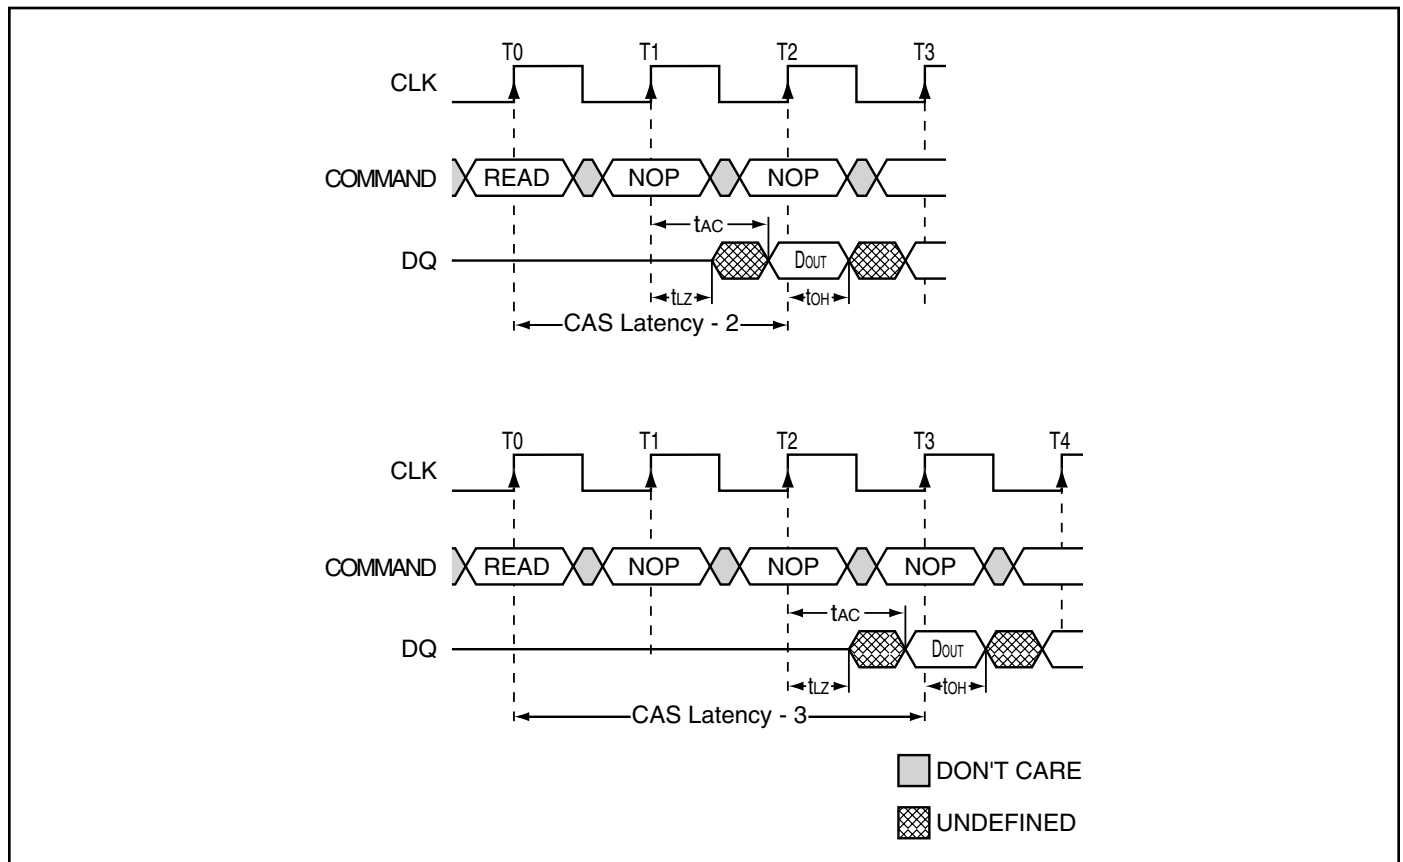 T0 T1 T2 T3
CLK
COMMAND READ NOP NOP
tAC
DQ DOUT
tLZ tOH
CAS Latency - 2
T0 T1 T2 T3 T4
CLK
COMMAND READ NOP NOP NOP
tAC
DQ DOUT
tLZ tOH
CAS Latency - 3
DON'T CARE
UNDEFINED